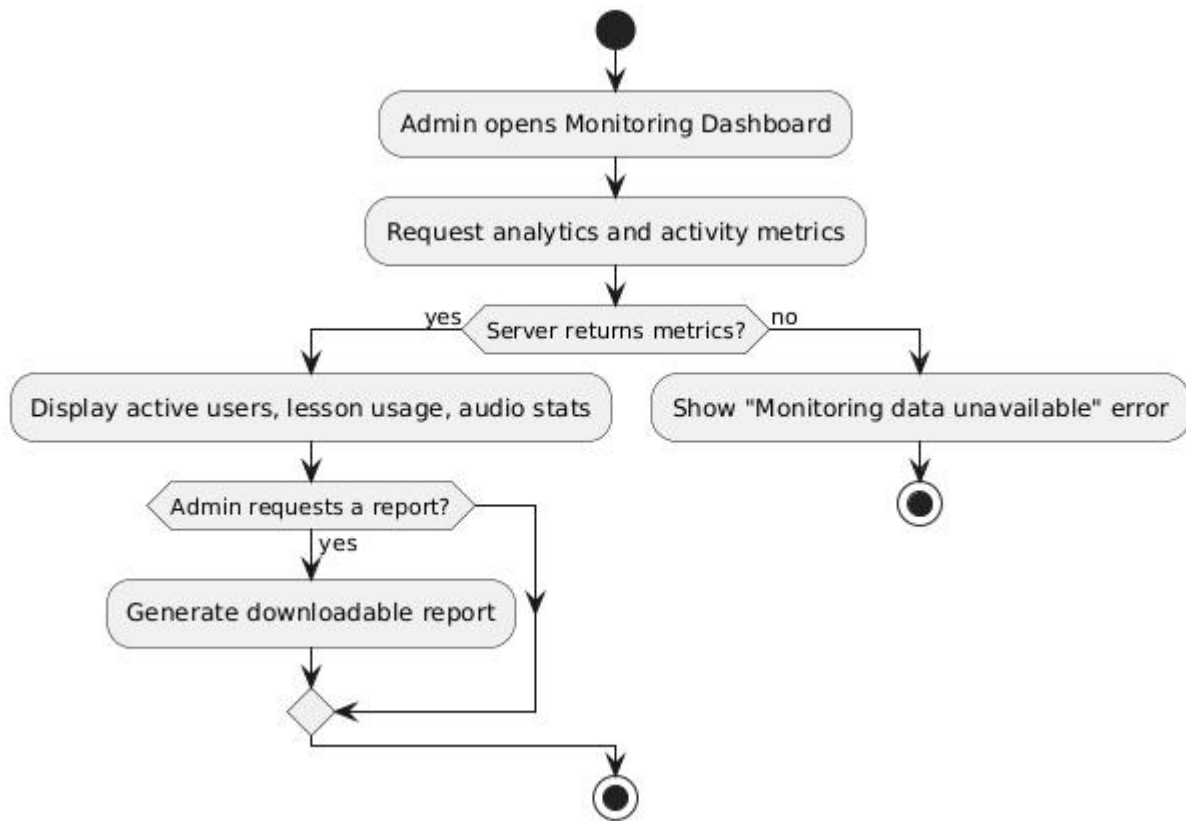 Admin opens Monitoring Dashboard
Request analytics and activity metrics
yes
Server returns metrics?
no
Display active users, lesson usage, audio stats
Show "Monitoring data unavailable" error
Admin requests a report?
yes
Generate downloadable report